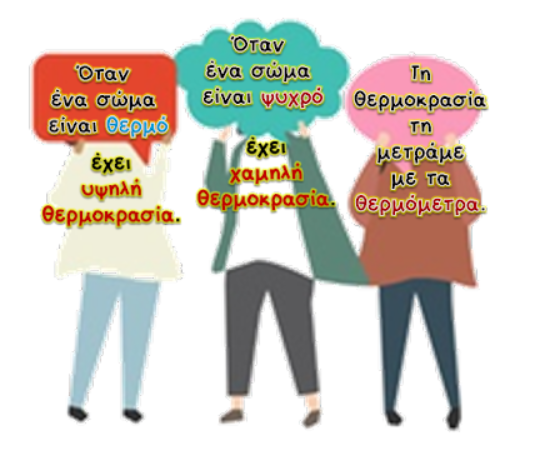 Όταν
ένα σώμα
είναι θερμό
έχει
υψηλή
θερμοκρασία.
Όταν
ένα σώμα
είναι ψυχρό
έχει
χαμηλή
θερμοκρασία.
Τη
θερμοκρασία
τη
μετράμε
με τα
θερμόμετρα.